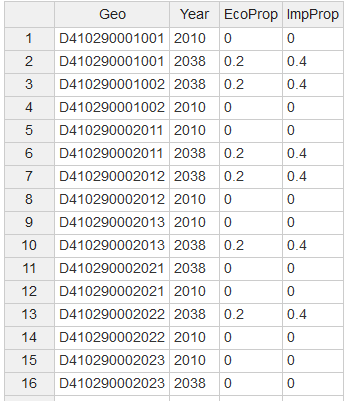 Geo Year EcoProp ImpProp
1 D410290001001 2010 0 0
2 D410290001001 2038 0.2 0.4
3 D410290001002 2038 0.2 0.4
4 D410290001002 2010 0 0
5 D410290002011 2010 0 0
6 D410290002011 2038 0.2 0.4
7 D410290002012 2038 0.2 0.4
8 D410290002012 2010 0 0
9 D410290002013 2010 0 0
10 D410290002013 2038 0.2 0.4
11 D410290002021 2038 0 0
12 D410290002021 2010 0 0
13 D410290002022 2038 0.2 0.4
14 D410290002022 2010 0 0
15 D410290002023 2010 0 0
16 D410290002023 2038 0 0